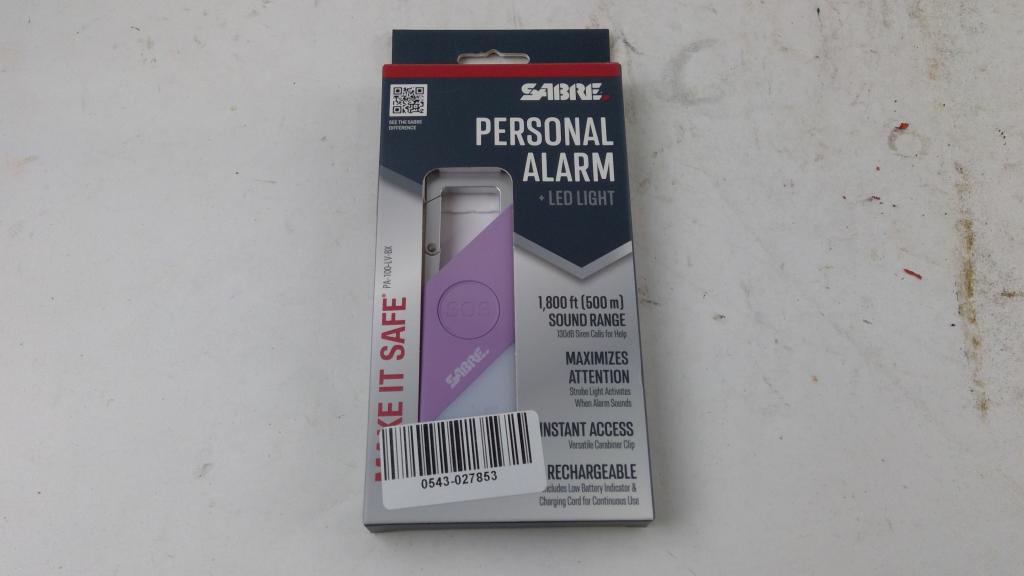 SABRE
SEE THE SABRE
DIFFERENCE
PERSONAL
ALARM
+ LED LIGHT
PA-100-LV-BX
MAKE IT SAFE®
SOS
SABRE
1,800 ft (500 m)
SOUND RANGE
130dB Siren Calls for Help
MAXIMIZES
ATTENTION
Strobe Light Activates
When Alarm Sounds
INSTANT ACCESS
Versatile Carabiner Clip
RECHARGEABLE
Includes Low Battery Indicator &
Charging Cord for Continuous Use
0543-027853